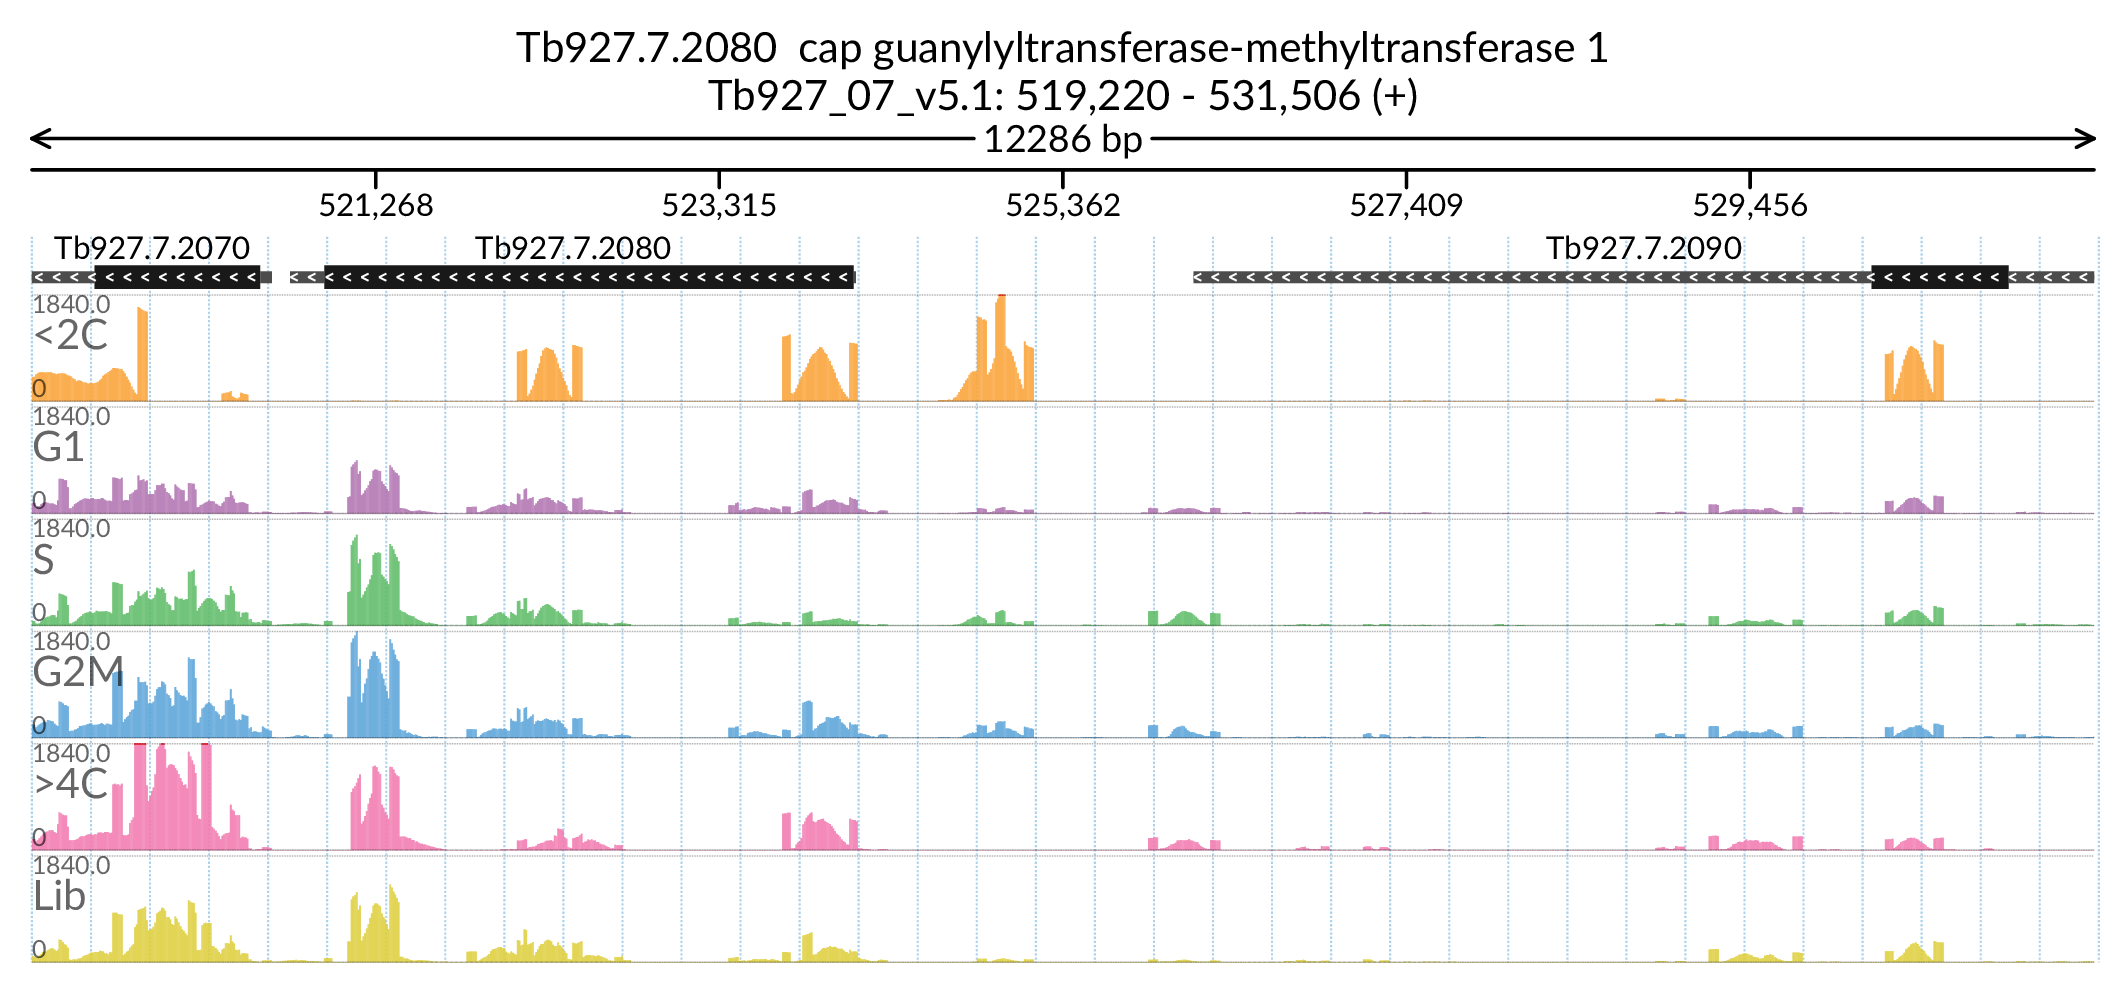 Tb927.7.2080  cap guanylyltransferase-methyltransferase 1
Tb927_07_v5.1: 519,220 - 531,506 (+)
12286 bp
521,268 523,315 525,362 527,409 529,456
Tb927.7.2070 Tb927.7.2080 Tb927.7.2090
1840.0
<2C
0
1840.0
G1
0
1840.0
S
0
1840.0
G2M
0
1840.0
>4C
0
1840.0
Lib
0